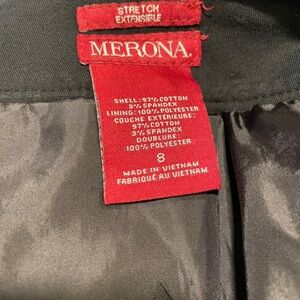 STRETCH
EXTENSIBLE
MERONA
SHELL: 97% COTTON
3% SPANDEX
LINING: 100% POLYESTER
COUCHE EXTÉRIEURE:
97% COTTON
3% SPANDEX
DOUBLURE:
100% POLYESTER
8
MADE IN VIETNAM
FABRIQUÉ AU VIETNAM